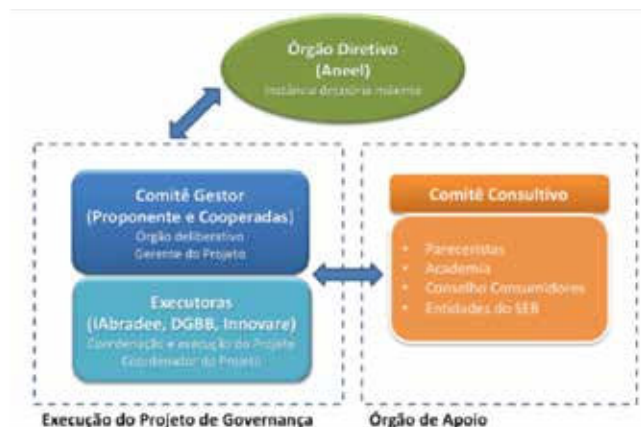 Órgão Diretivo
(Aneel)
Instância decisória máxima
Comitê Gestor
(Proponente e Cooperadas)
Órgão deliberativo
Gerente do Projeto
Executoras
(IAbradee, DGBB, Innovare)
Coordenação e execução do Projeto
Coordenador do Projeto
Execução do Projeto de Governança
Comitê Consultivo
• Pareceristas
• Academia
• Conselho Consumidores
• Entidades do SEB
Órgão de Apoio